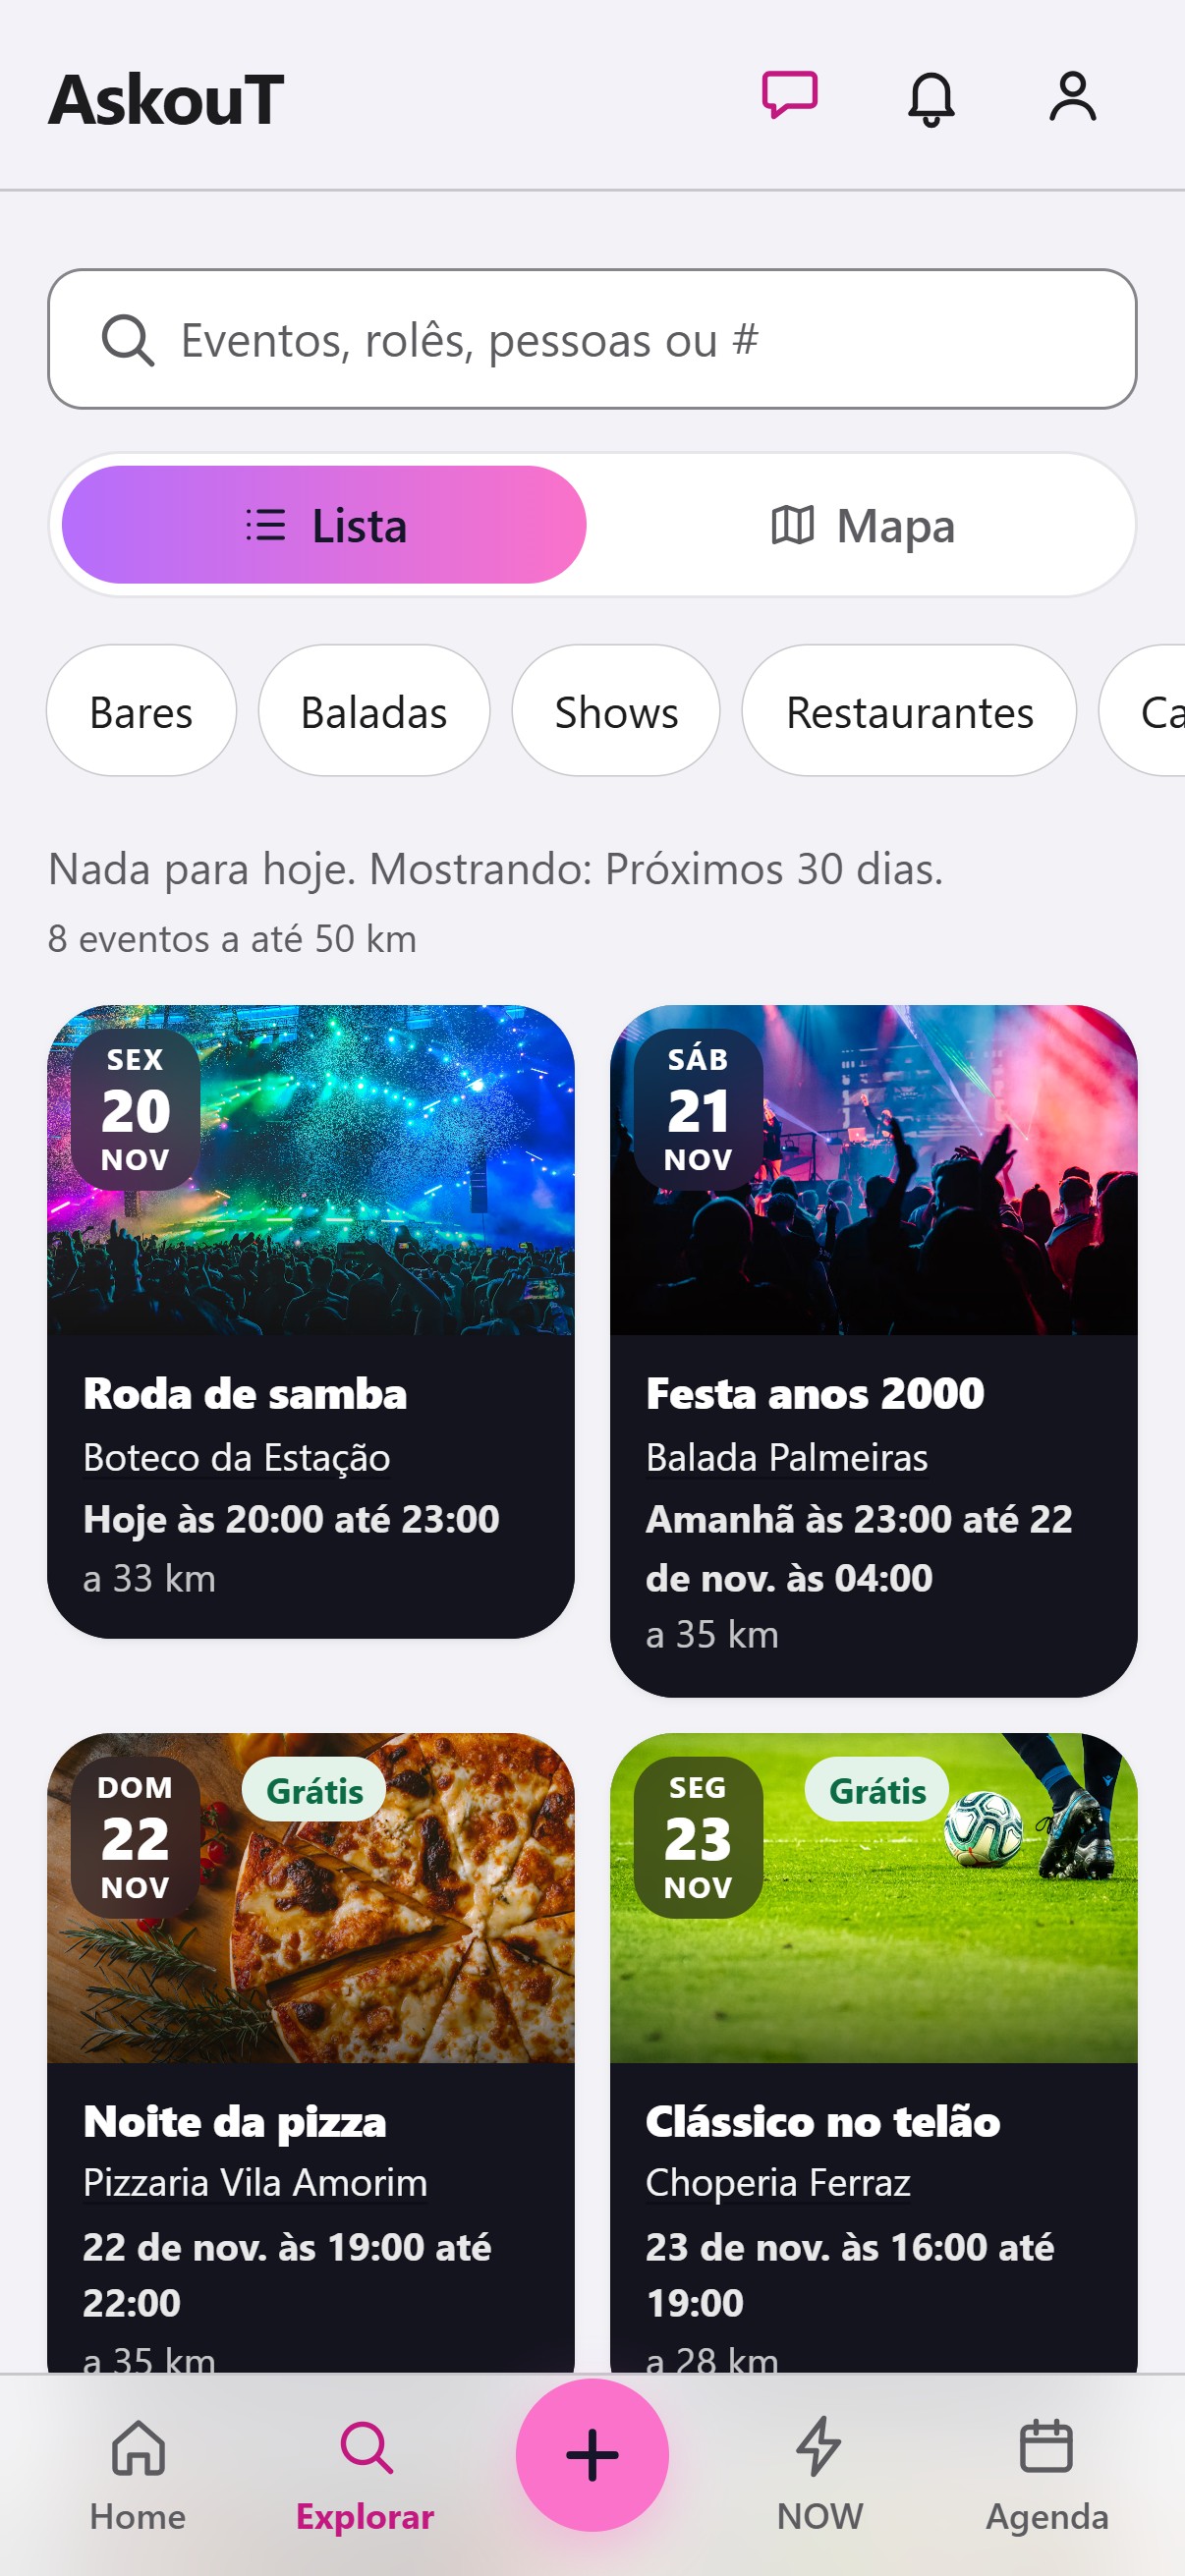 AskouT
Eventos, rolês, pessoas ou #
Lista
Mapa
Bares
Baladas
Shows
Restaurantes
Ca
Nada para hoje. Mostrando: Próximos 30 dias.
8 eventos a até 50 km
SEX
20
NOV
Roda de samba
Boteco da Estação
Hoje às 20:00 até 23:00
a 33 km
SÁB
21
NOV
Festa anos 2000
Balada Palmeiras
Amanhã às 23:00 até 22
de nov. às 04:00
a 35 km
DOM
22
NOV
Grátis
Noite da pizza
Pizzaria Vila Amorim
22 de nov. às 19:00 até
22:00
a 35 km
SEG
23
NOV
Grátis
Clássico no telão
Choperia Ferraz
23 de nov. às 16:00 até
19:00
a 28 km
Home
Explorar
NOW
Agenda